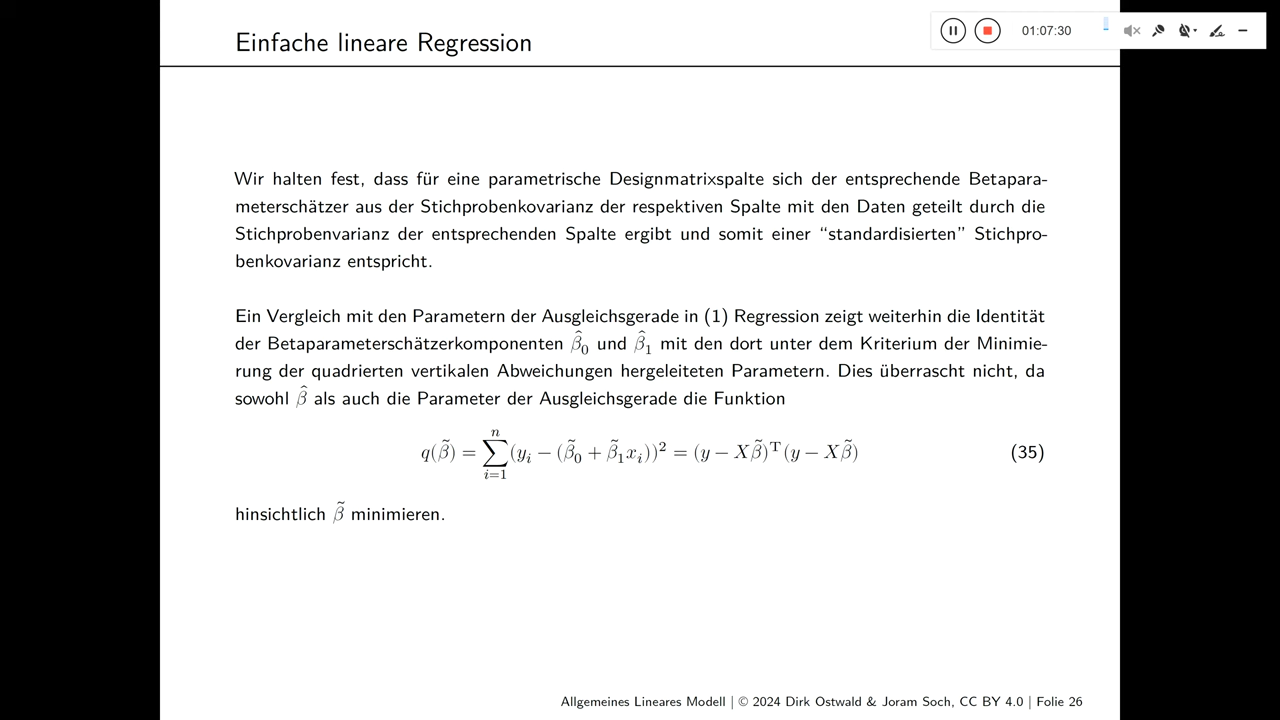 Einfache lineare Regression
01:07:30
Wir halten fest, dass für eine parametrische Designmatrixspalte sich der entsprechende Betapara-
meterschätzer aus der Stichprobenkovarianz der respektiven Spalte mit den Daten geteilt durch die
Stichprobenvarianz der entsprechenden Spalte ergibt und somit einer “standardisierten” Stichpro-
benkovarianz entspricht.
Ein Vergleich mit den Parametern der Ausgleichsgerade in (1) Regression zeigt weiterhin die Identität
der Betaparameterschätzerkomponenten β̂₀ und β̂₁ mit den dort unter dem Kriterium der Minimie-
rung der quadrierten vertikalen Abweichungen hergeleiteten Parametern. Dies überrascht nicht, da
sowohl β̂ als auch die Parameter der Ausgleichsgerade die Funktion
q(β̃) = ∑ⁿᵢ₌₁(yᵢ − (β̃₀ + β̃₁xᵢ))² = (y − Xβ̃)ᵀ(y − Xβ̃) (35)
hinsichtlich β̃ minimieren.
Allgemeines Lineares Modell | © 2024 Dirk Ostwald & Joram Soch, CC BY 4.0 | Folie 26